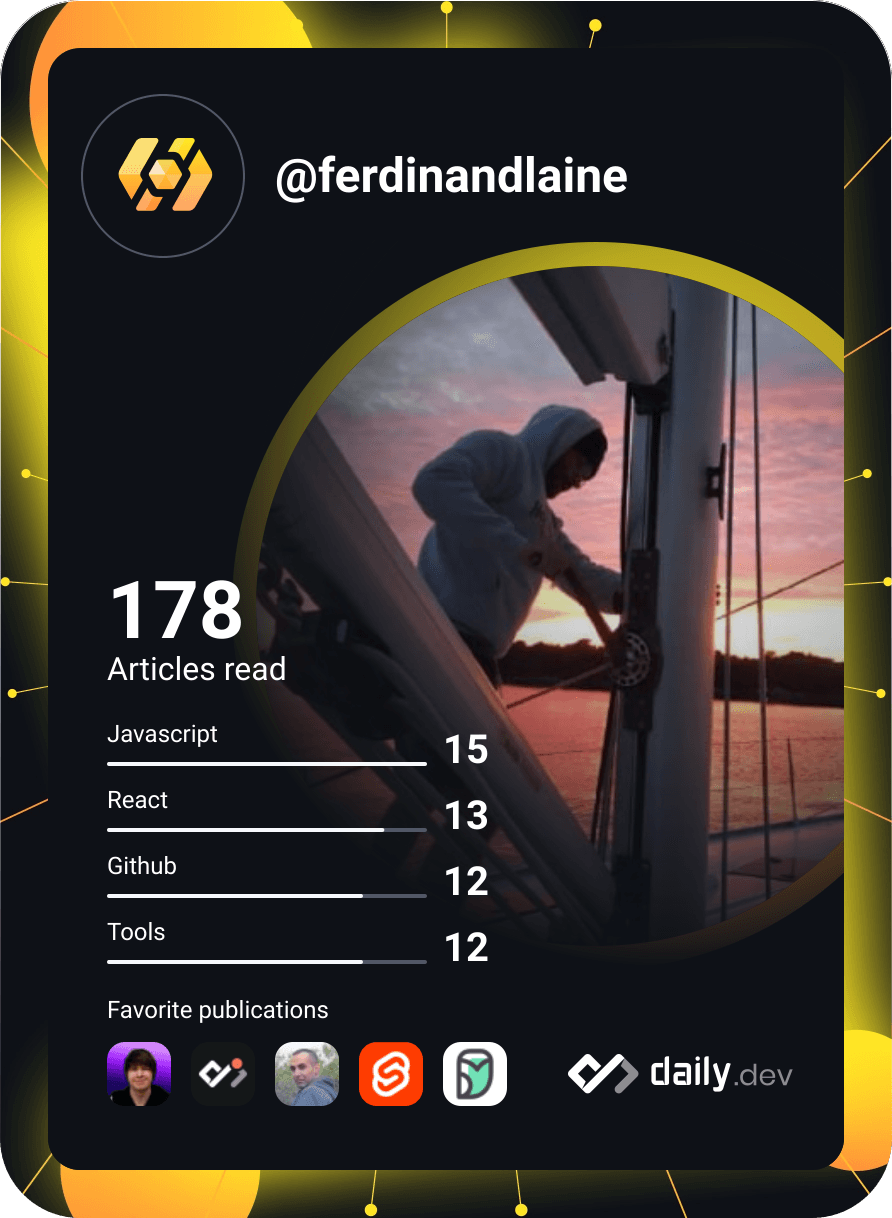 @ferdinandlaine
178
Articles read
Javascript
15
React
13
Github
12
Tools
12
Favorite publications
daily.dev